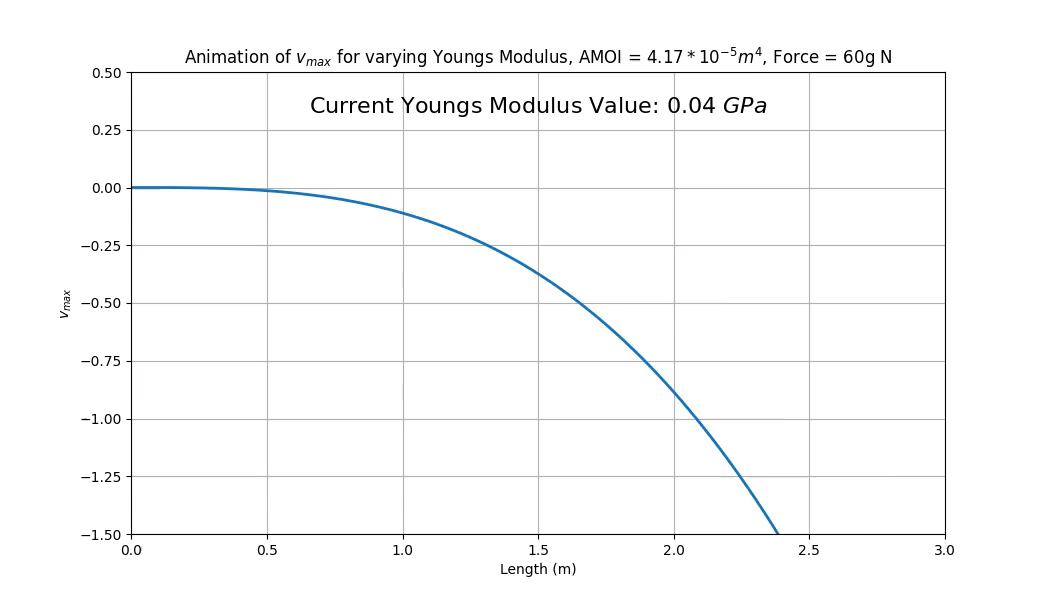 Animation of v_max for varying Youngs Modulus, AMOI = 4.17 * 10^−5 m^4, Force = 60g N
Current Youngs Modulus Value: 0.04 GPa
0.50
0.25
0.00
−0.25
−0.50
−0.75
−1.00
−1.25
−1.50
v_max
0.0 0.5 1.0 1.5 2.0 2.5 3.0
Length (m)